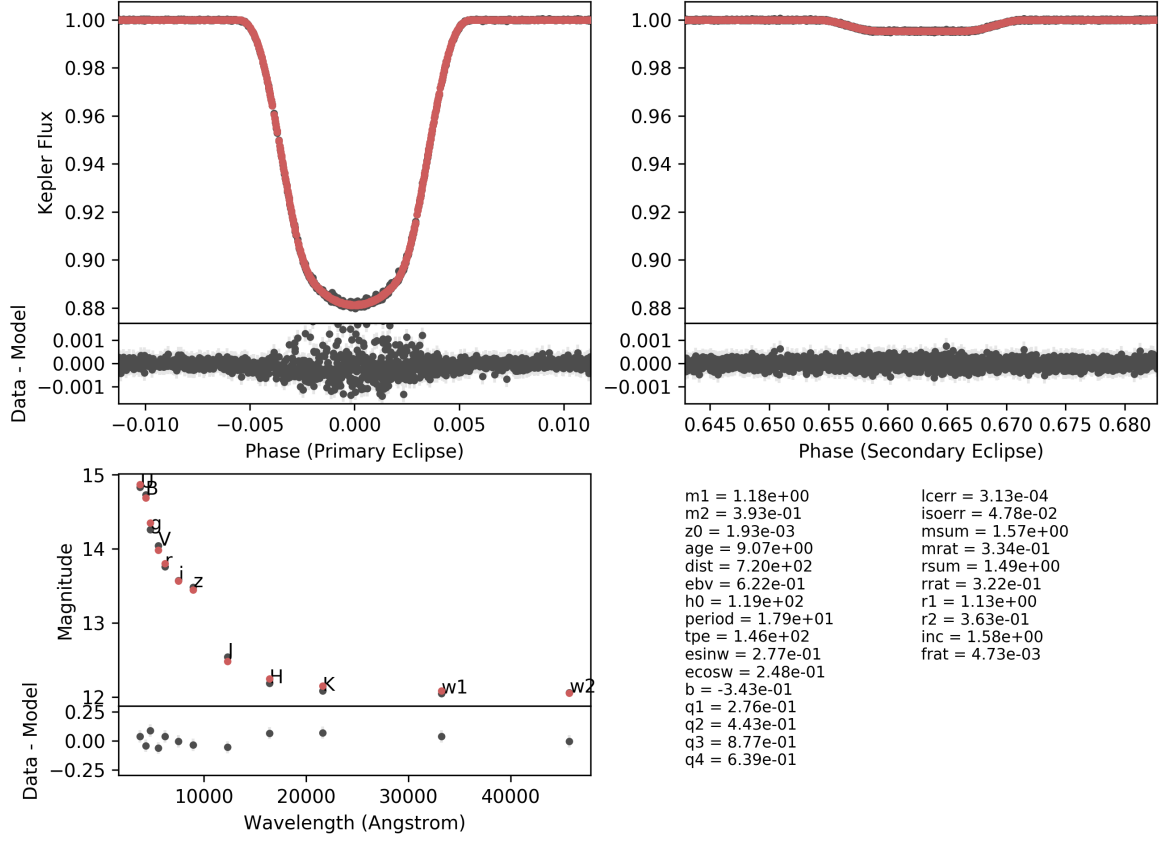 1.00
0.98
0.96
0.94
0.92
0.90
0.88
Kepler Flux
0.001
0.000
−0.001
Data - Model
−0.010 −0.005 0.000 0.005 0.010
Phase (Primary Eclipse)
1.00
0.98
0.96
0.94
0.92
0.90
0.88
0.001
0.000
−0.001
0.645 0.650 0.655 0.660 0.665 0.670 0.675 0.680
Phase (Secondary Eclipse)
15
14
13
12
Magnitude
U
B
g
V
r
i
z
J
H
K
w1
w2
0.25
0.00
−0.25
Data - Model
10000 20000 30000 40000
Wavelength (Angstrom)
m1 = 1.18e+00
m2 = 3.93e-01
z0 = 1.93e-03
age = 9.07e+00
dist = 7.20e+02
ebv = 6.22e-01
h0 = 1.19e+02
period = 1.79e+01
tpe = 1.46e+02
esinw = 2.77e-01
ecosw = 2.48e-01
b = -3.43e-01
q1 = 2.76e-01
q2 = 4.43e-01
q3 = 8.77e-01
q4 = 6.39e-01
lcerr = 3.13e-04
isoerr = 4.78e-02
msum = 1.57e+00
mrat = 3.34e-01
rsum = 1.49e+00
rrat = 3.22e-01
r1 = 1.13e+00
r2 = 3.63e-01
inc = 1.58e+00
frat = 4.73e-03